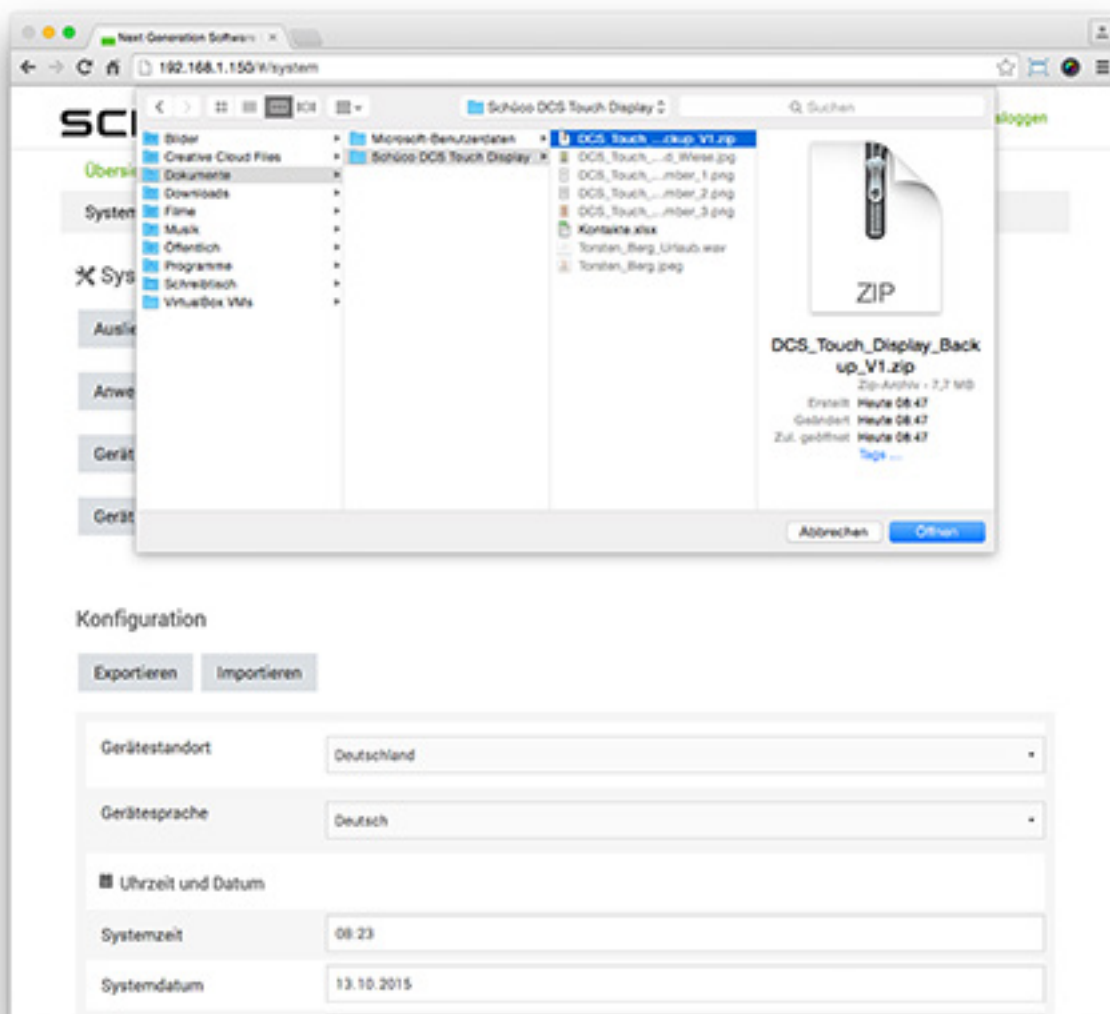 Next Generation Software
192.168.1.150/#/system
SCH
Schüco DCS Touch Display
Suchen
sloggen
Übersi
System
Sys
Auslie
Anwe
Gerät
Gerät
Bilder
Creative Cloud Files
Dokumente
Downloads
Filme
Musik
Öffentlich
Programme
Schreibtisch
VirtualBox VMs
Microsoft-Benutzerdaten
Schüco DCS Touch Display
DCS_Touch_...ckup_V1.zip
DCS_Touch_...d_Wiese.jpg
DCS_Touch_...mber_1.png
DCS_Touch_...mber_2.png
DCS_Touch_...mber_3.png
Kontakte.xlsx
Torsten_Berg_Urlaub.wav
Torsten_Berg.jpeg
ZIP
DCS_Touch_Display_Back
up_V1.zip
Zip-Archiv - 7,7 MB
Erstellt Heute 08:47
Geändert Heute 08:47
Zul. geöffnet Heute 08:47
Tags ...
Abbrechen
Öffnen
Konfiguration
Exportieren
Importieren
Gerätestandort
Deutschland
Gerätesprache
Deutsch
Uhrzeit und Datum
Systemzeit
08:23
Systemdatum
13.10.2015